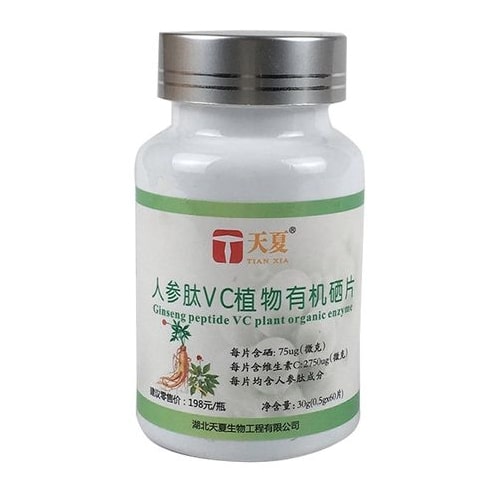 天夏®
TIAN XIA
人参肽VC植物有机硒片
Ginseng peptide VC plant organic enzyme
每片含硒: 75ug(微克)
每片含维生素C:2750ug(微克)
每片均含人参肽成分
建议零售价：198元/瓶
净含量:30g(0.5g×60片)
湖北天夏生物工程有限公司